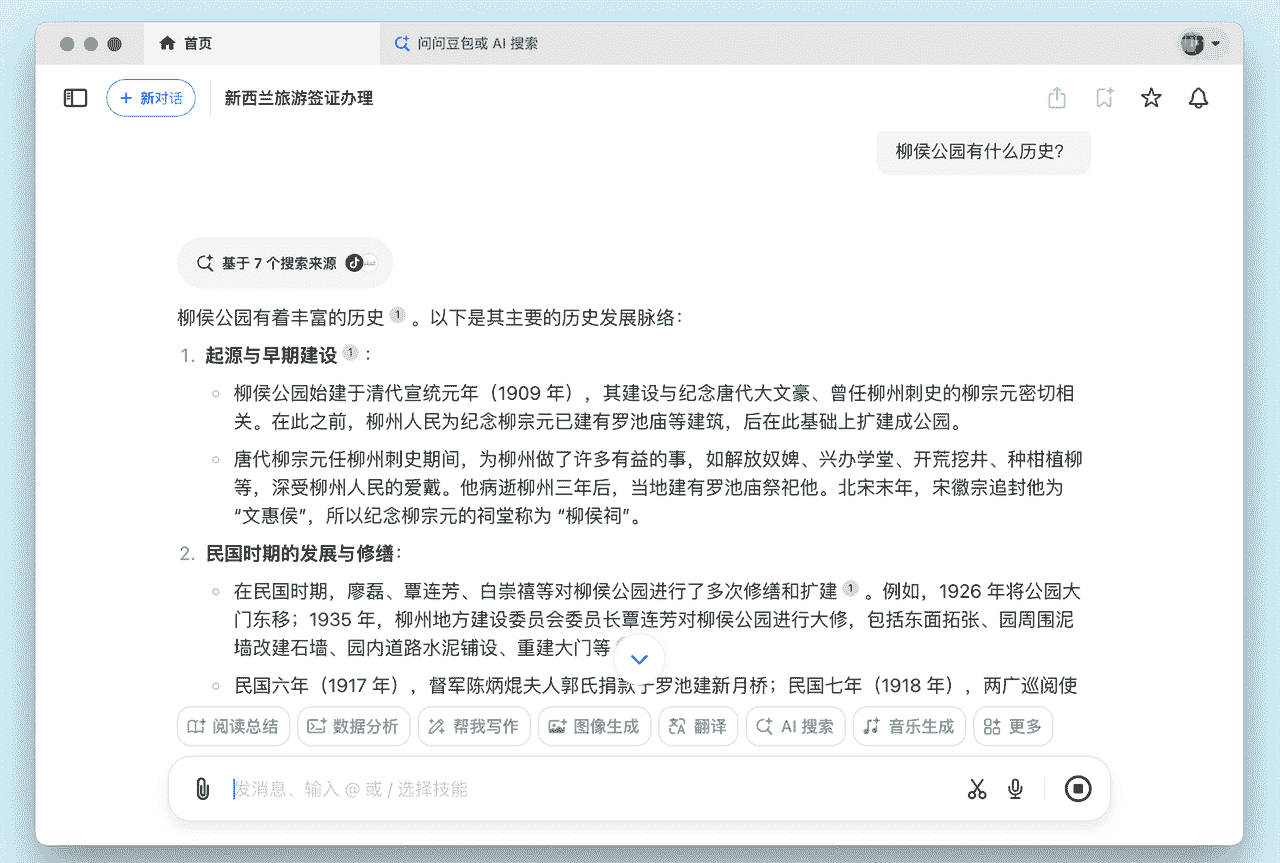 首页
问问豆包或 AI 搜索
新对话
新西兰旅游签证办理
柳侯公园有什么历史?
基于 7 个搜索来源
柳侯公园有着丰富的历史 1 。以下是其主要的历史发展脉络:
1. 起源与早期建设 1 :
柳侯公园始建于清代宣统元年（1909 年），其建设与纪念唐代大文豪、曾任柳州刺史的柳宗元密切相
关。在此之前，柳州人民为纪念柳宗元已建有罗池庙等建筑，后在此基础上扩建成公园。
唐代柳宗元任柳州刺史期间，为柳州做了许多有益的事，如解放奴婢、兴办学堂、开荒挖井、种柑植柳
等，深受柳州人民的爱戴。他病逝柳州三年后，当地建有罗池庙祭祀他。北宋末年，宋徽宗追封他为
“文惠侯”，所以纪念柳宗元的祠堂称为 “柳侯祠”。
2. 民国时期的发展与修缮:
在民国时期，廖磊、覃连芳、白崇禧等对柳侯公园进行了多次修缮和扩建 1 。例如，1926 年将公园大
门东移；1935 年，柳州地方建设委员会委员长覃连芳对柳侯公园进行大修，包括东面拓张、园周围泥
墙改建石墙、园内道路水泥铺设、重建大门等
民国六年（1917 年），督军陈炳焜夫人郭氏捐款于罗池建新月桥；民国七年（1918 年），两广巡阅使
阅读总结
数据分析
帮我写作
图像生成
翻译
AI 搜索
音乐生成
更多
发消息、输入 @ 或 / 选择技能